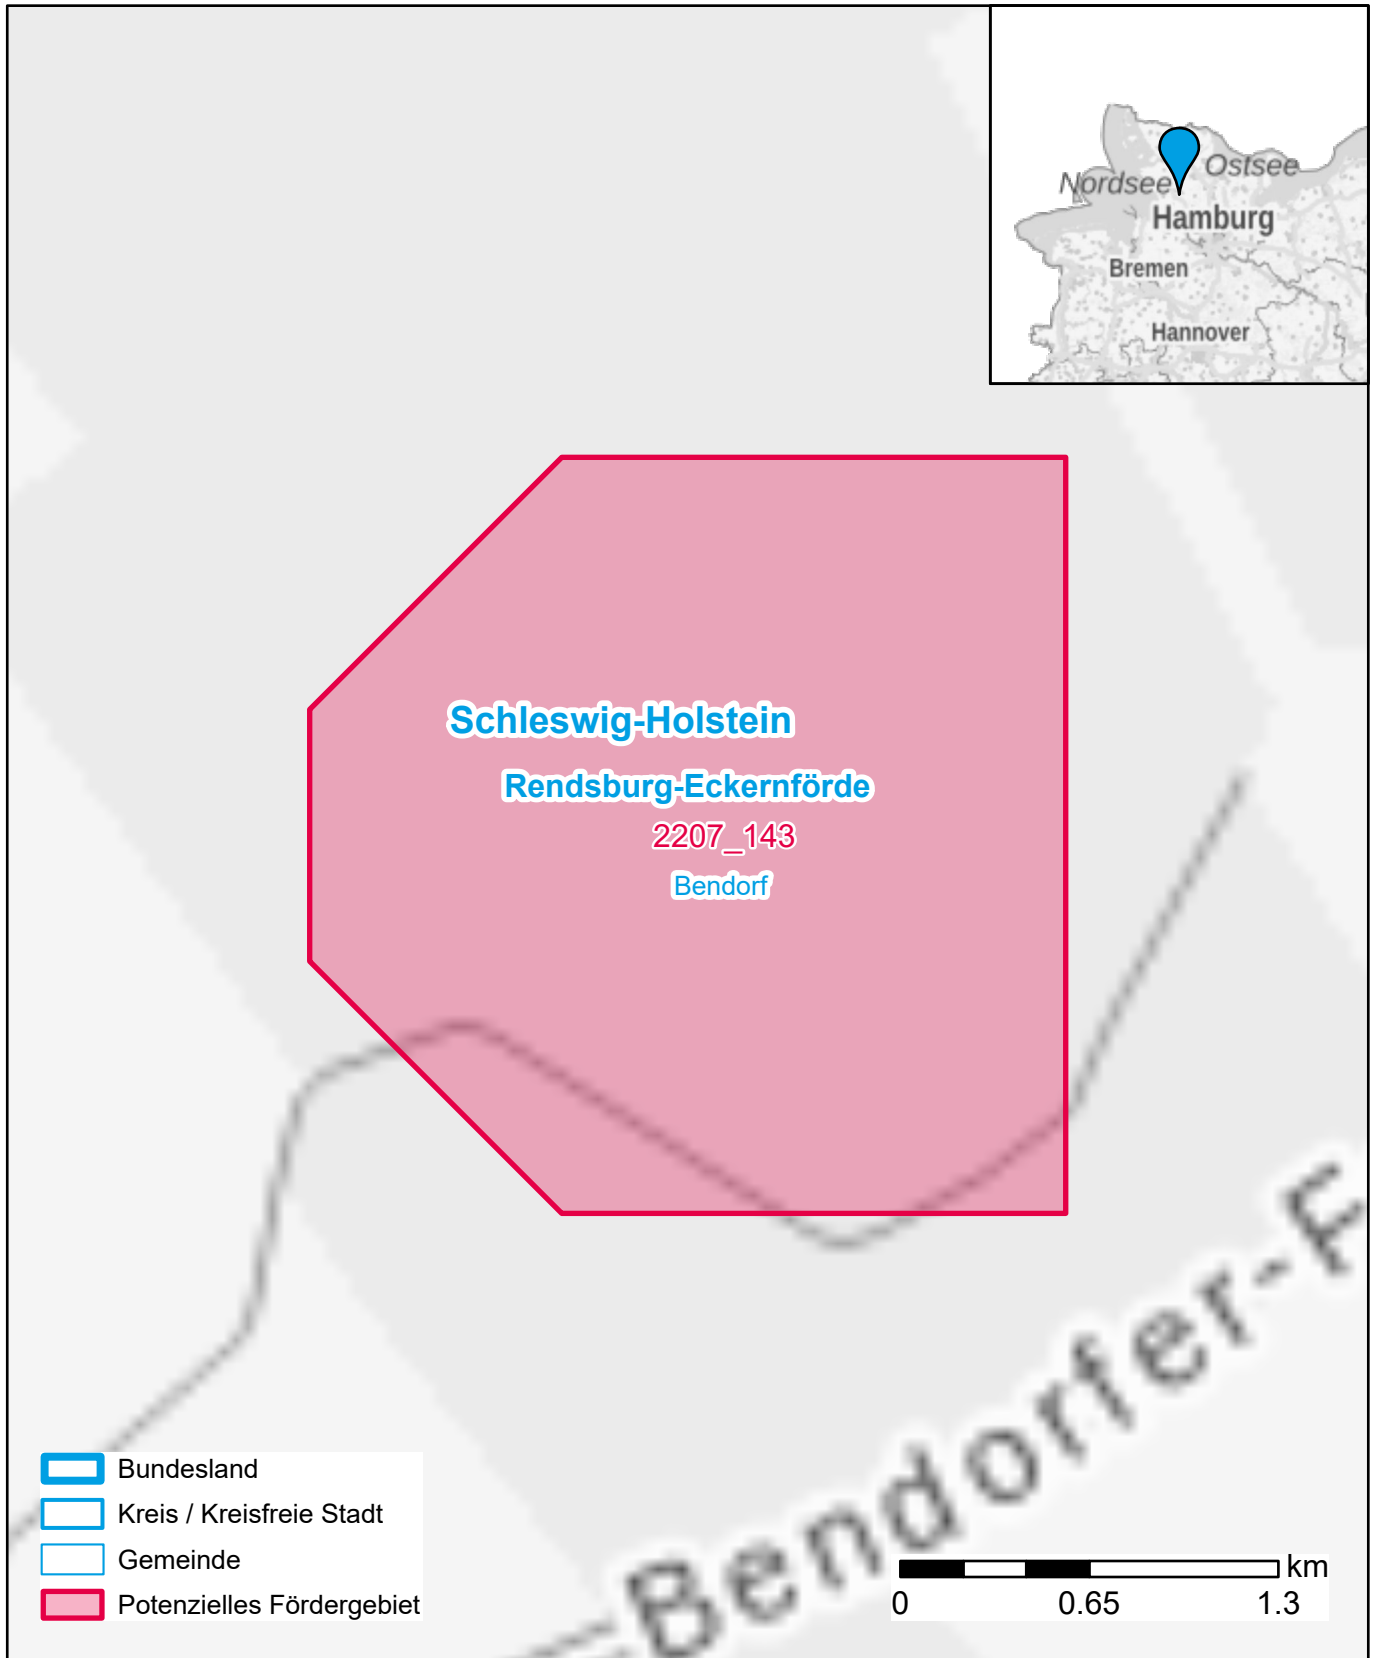 Nordsee
Ostsee
Hamburg
Bremen
Hannover
Schleswig-Holstein
Rendsburg-Eckernförde
2207_143
Bendorf
Bendorfer-F
Bundesland
Kreis / Kreisfreie Stadt
Gemeinde
Potenzielles Fördergebiet
km
0 0.65 1.3